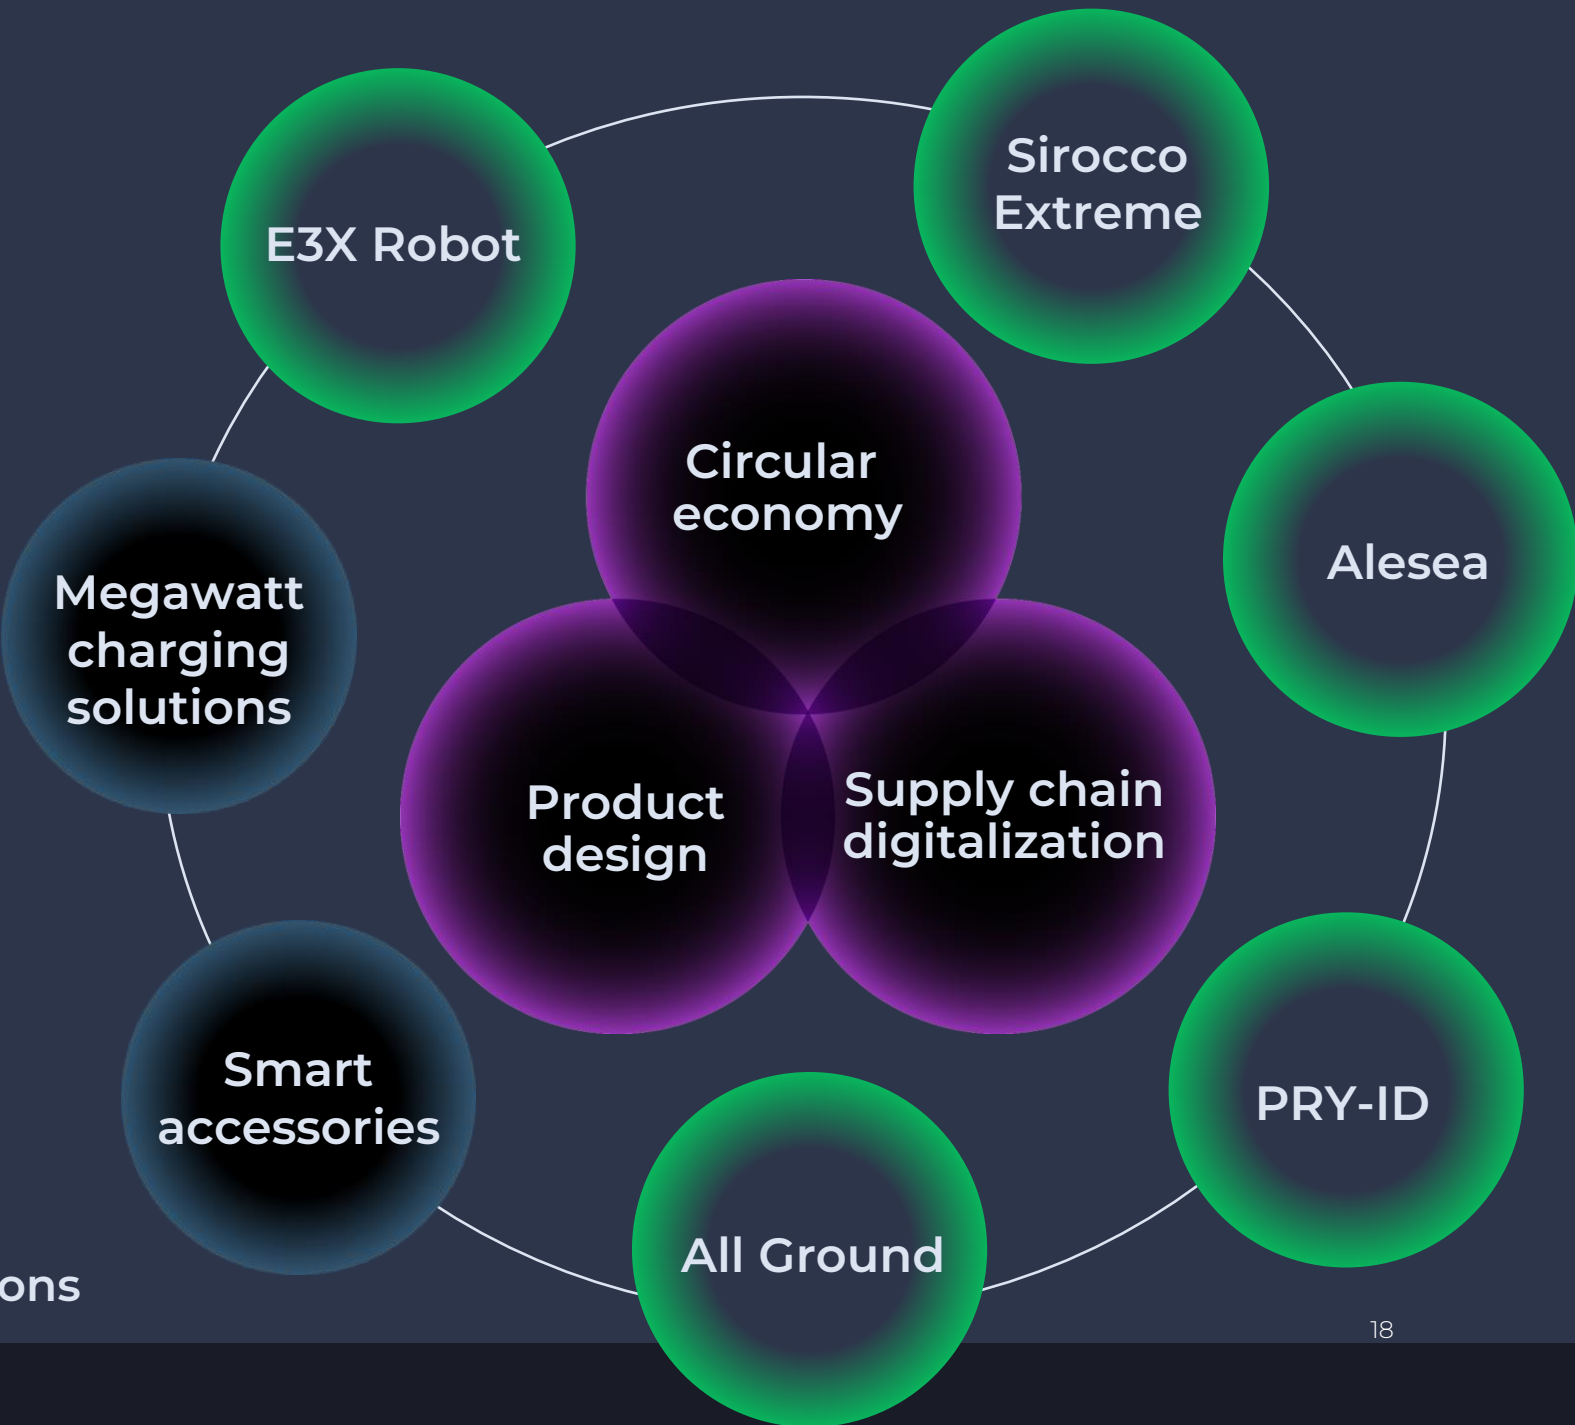 Sirocco
Extreme
E3X Robot
Circular
economy
Alesea
Megawatt
charging
solutions
Product
design
Supply chain
digitalization
Smart
accessories
PRY-ID
All Ground
ons
18